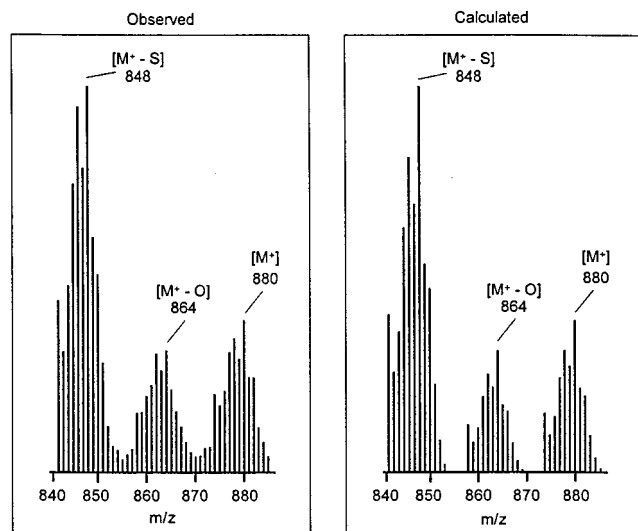 Observed
[M⁺ - S]
848
[M⁺ - O]
864
[M⁺]
880
840 850 860 870 880
m/z
Calculated
[M⁺ - S]
848
[M⁺ - O]
864
[M⁺]
880
840 850 860 870 880
m/z